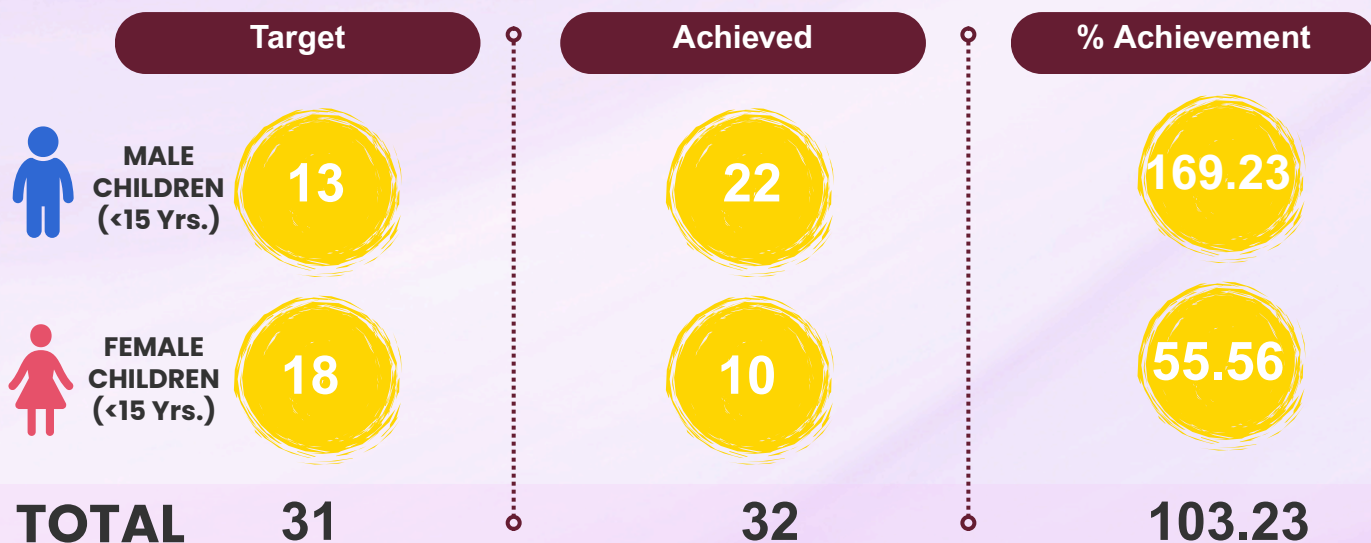 Target
Achieved
% Achievement
MALE
CHILDREN
(<15 Yrs.)
13
22
169.23
FEMALE
CHILDREN
(<15 Yrs.)
18
10
55.56
TOTAL
31
32
103.23